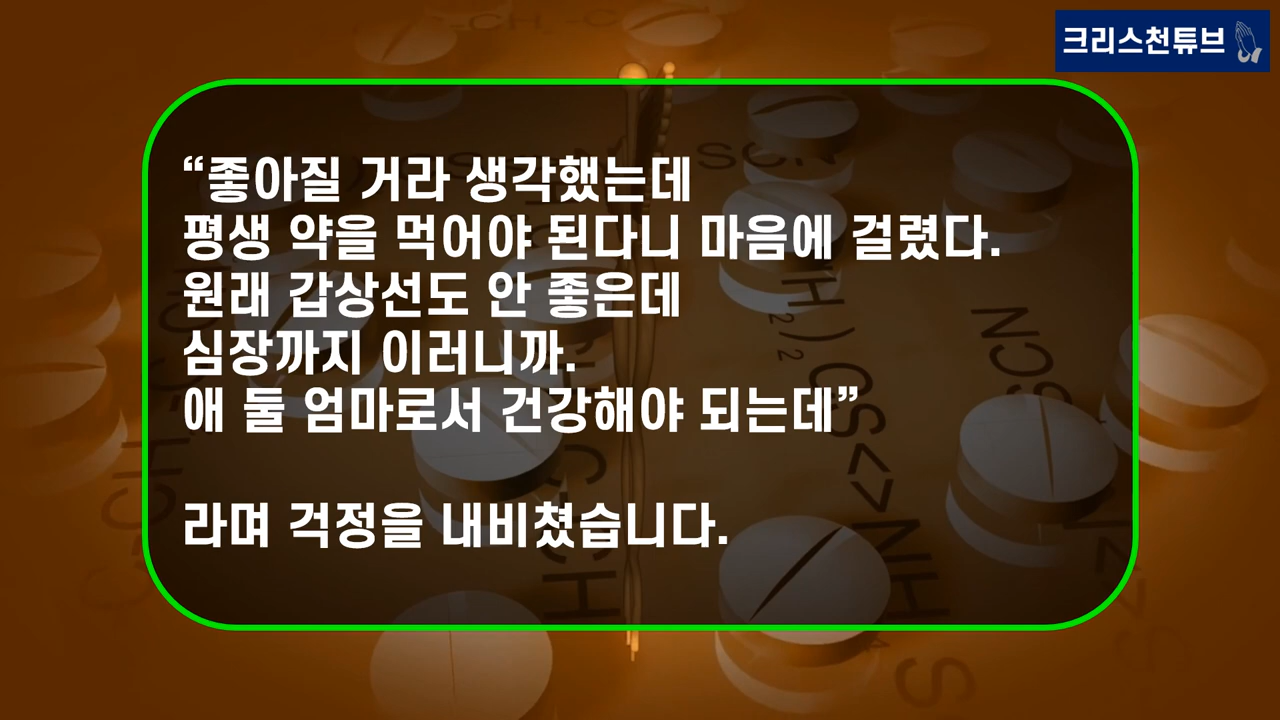 크리스천튜브
“좋아질 거라 생각했는데
평생 약을 먹어야 된다니 마음에 걸렸다.
원래 갑상선도 안 좋은데
심장까지 이러니까.
애 둘 엄마로서 건강해야 되는데”
라며 걱정을 내비쳤습니다.
SCN